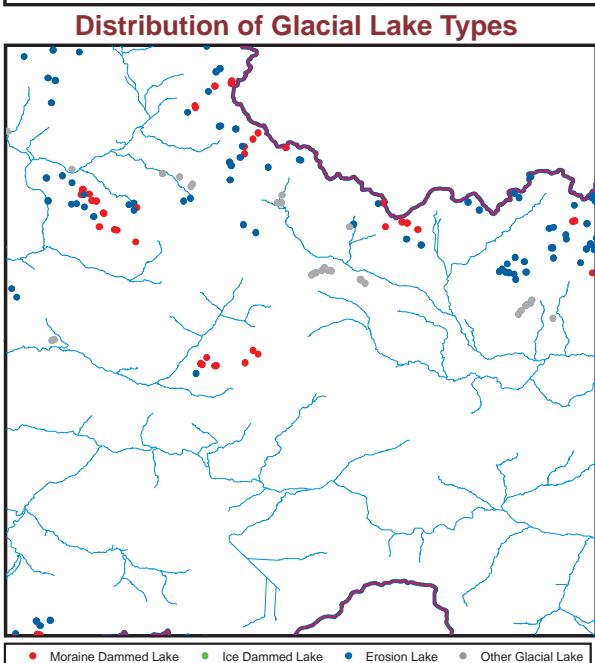 Distribution of Glacial Lake Types
Moraine Dammed Lake Ice Dammed Lake Erosion Lake Other Glacial Lake